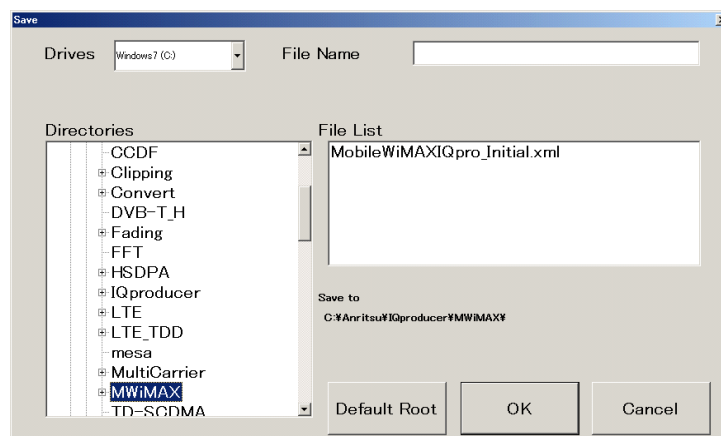 Save
Drives Windows7 (C:) File Name
Directories File List
CCDF MobileWiMAXIQpro_Initial.xml
Clipping
Convert
DVB-T_H
Fading
FFT
HSDPA
IQproducer
LTE
LTE_TDD
mesa
MultiCarrier
MWiMAX
TD-SCDMA
Save to
C:¥Anritsu¥IQproducer¥MWiMAX¥
Default Root OK Cancel